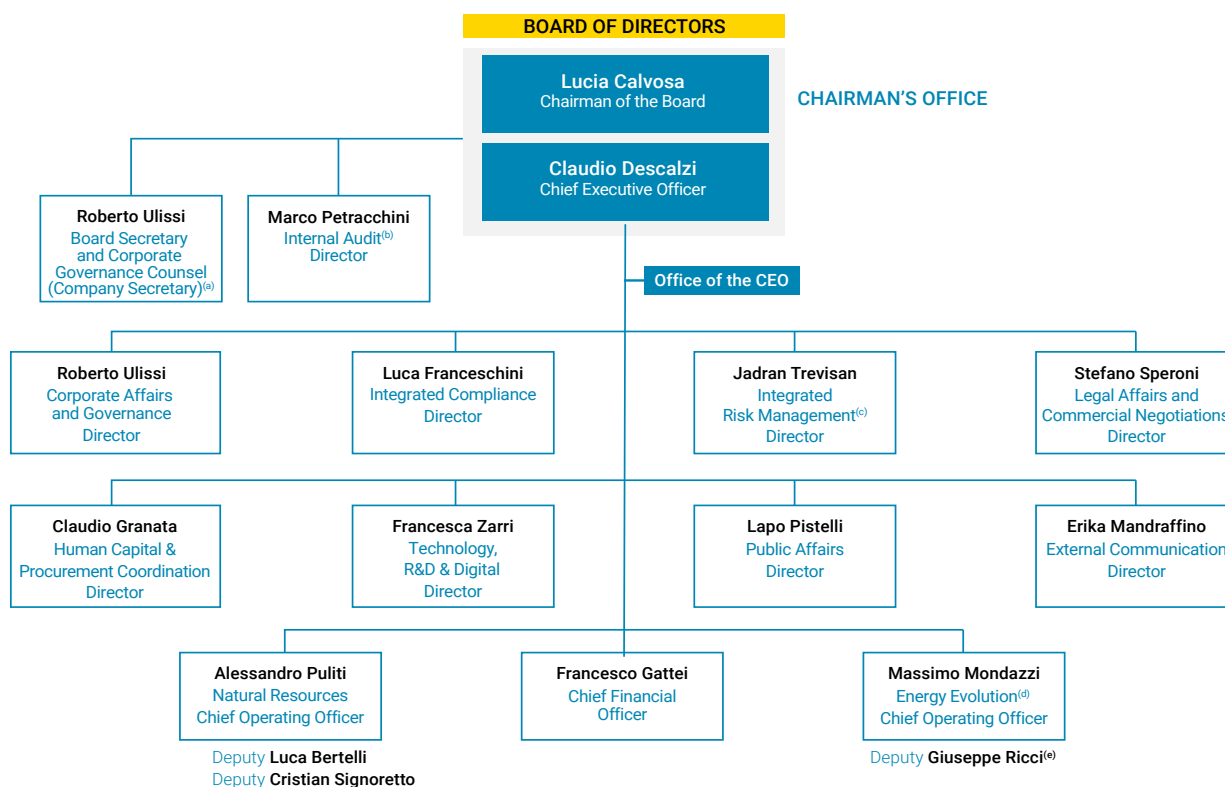 BOARD OF DIRECTORS
Lucia Calvosa
Chairman of the Board
CHAIRMAN'S OFFICE
Claudio Descalzi
Chief Executive Officer
Roberto Ulissi
Board Secretary
and Corporate
Governance Counsel
(Company Secretary)(a)
Marco Petracchini
Internal Audit(b)
Director
Office of the CEO
Roberto Ulissi
Corporate Affairs
and Governance
Director
Luca Franceschini
Integrated Compliance
Director
Jadran Trevisan
Integrated
Risk Management(c)
Director
Stefano Speroni
Legal Affairs and
Commercial Negotiations
Director
Claudio Granata
Human Capital &
Procurement Coordination
Director
Francesca Zarri
Technology,
R&D & Digital
Director
Lapo Pistelli
Public Affairs
Director
Erika Mandraffino
External Communication
Director
Alessandro Puliti
Natural Resources
Chief Operating Officer
Deputy Luca Bertelli
Deputy Cristian Signoretto
Francesco Gattei
Chief Financial
Officer
Massimo Mondazzi
Energy Evolution(d)
Chief Operating Officer
Deputy Giuseppe Ricci(e)